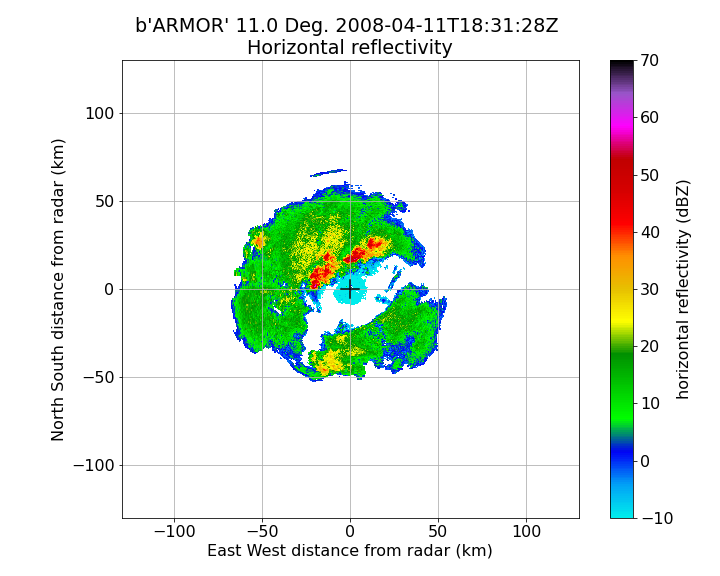 b'ARMOR' 11.0 Deg. 2008-04-11T18:31:28Z
Horizontal reflectivity
North South distance from radar (km)
100
50
0
−50
−100
−100 −50 0 50 100
East West distance from radar (km)
70
60
50
40
30
20
10
0
−10
horizontal reflectivity (dBZ)